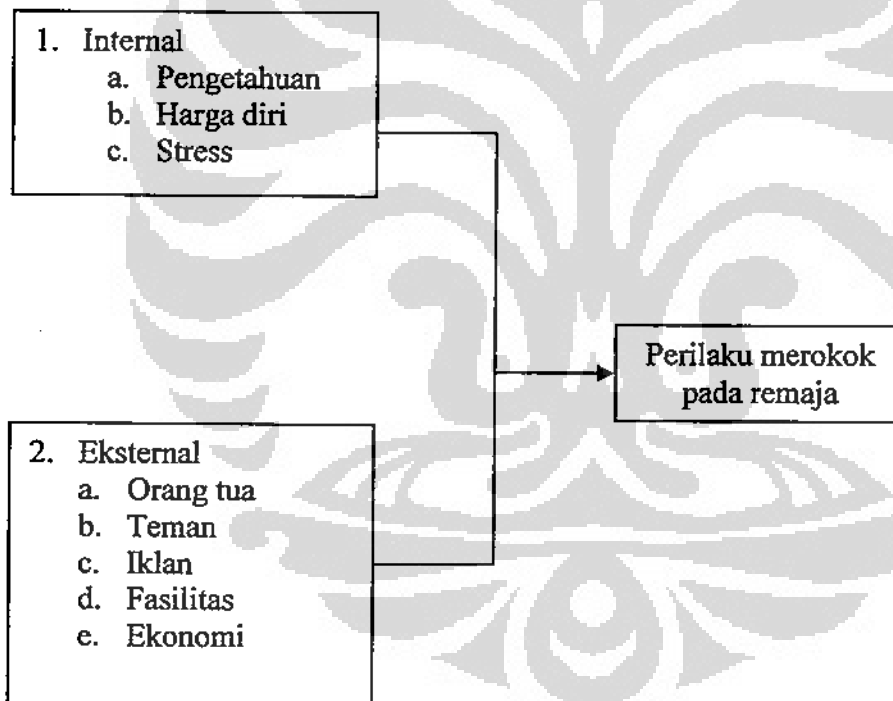 1. Internal
a. Pengetahuan
b. Harga diri
c. Stress
Perilaku merokok
pada remaja
2. Eksternal
a. Orang tua
b. Teman
c. Iklan
d. Fasilitas
e. Ekonomi